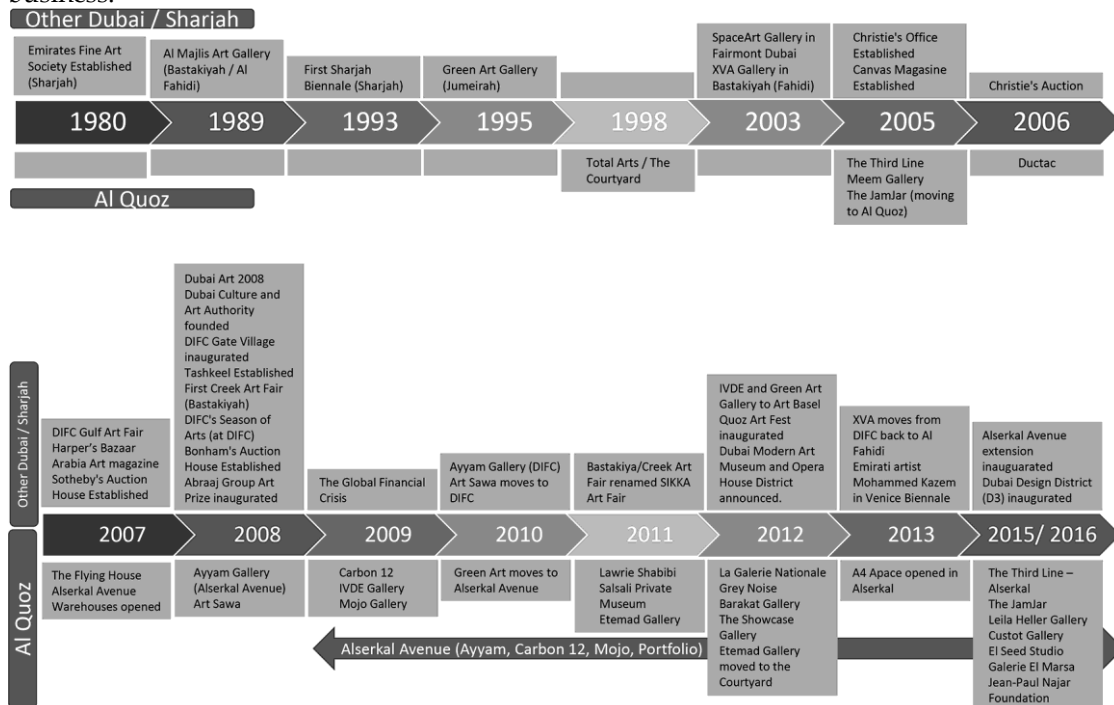 business.
Other Dubai / Sharjah
Emirates Fine Art
Society Established
(Sharjah)
Al Majlis Art Gallery
(Bastakiyah / Al
Fahidi)
First Sharjah
Biennale (Sharjah)
Green Art Gallery
(Jumeirah)
SpaceArt Gallery in
Fairmont Dubai
XVA Gallery in
Bastakiyah (Fahidi)
Christie's Office
Established
Canvas Magasine
Established
Christie's Auction
1980
1989
1993
1995
1998
2003
2005
2006
Total Arts / The
Courtyard
The Third Line
Meem Gallery
The JamJar (moving
to Al Quoz)
Ductac
Al Quoz
Other Dubai / Sharjah
DIFC Gulf Art Fair
Harper's Bazaar
Arabia Art magazine
Sotheby's Auction
House Established
Dubai Art 2008
Dubai Culture and
Art Authority
founded
DIFC Gate Village
inaugurated
Tashkeel Established
First Creek Art Fair
(Bastakiyah)
DIFC's Season of
Arts (at DIFC)
Bonham's Auction
House Established
Abraaj Group Art
Prize inaugurated
The Global Financial
Crisis
Ayyam Gallery (DIFC)
Art Sawa moves to
DIFC
Bastakiya/Creek Art
Fair renamed SIKKA
Art Fair
IVDE and Green Art
Gallery to Art Basel
Quoz Art Fest
inaugurated
Dubai Modern Art
Museum and Opera
House District
announced.
XVA moves from
DIFC back to Al
Fahidi
Emirati artist
Mohammed Kazem
in Venice Biennale
Alserkal Avenue
extension
inauguarated
Dubai Design District
(D3) inaugurated
2007
2008
2009
2010
2011
2012
2013
2015/ 2016
Al Quoz
The Flying House
Alserkal Avenue
Warehouses opened
Ayyam Gallery
(Alserkal Avenue)
Art Sawa
Carbon 12
IVDE Gallery
Mojo Gallery
Green Art moves to
Alserkal Avenue
Lawrie Shabibi
Salsali Private
Museum
Etemad Gallery
La Galerie Nationale
Grey Noise
Barakat Gallery
The Showcase
Gallery
Etemad Gallery
moved to the
Courtyard
A4 Apace opened in
Alserkal
The Third Line –
Alserkal
The JamJar
Leila Heller Gallery
Custot Gallery
El Seed Studio
Galerie El Marsa
Jean-Paul Najar
Foundation
Alserkal Avenue (Ayyam, Carbon 12, Mojo, Portfolio)